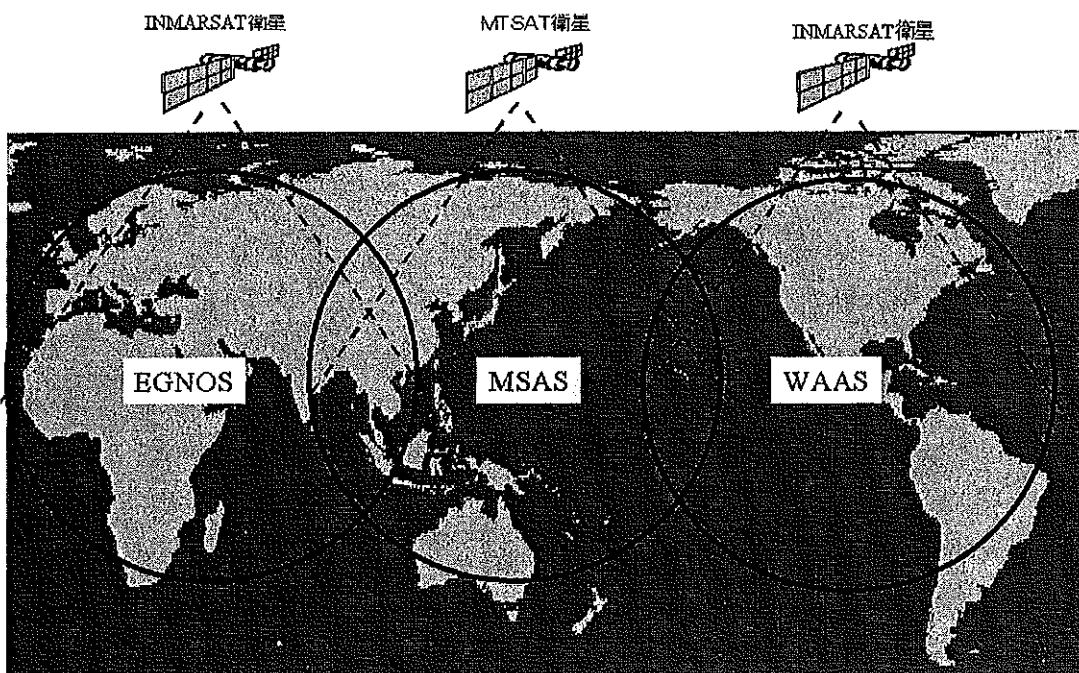 INMARSAT衛星
MTSAT衛星
INMARSAT衛星
EGNOS
MSAS
WAAS